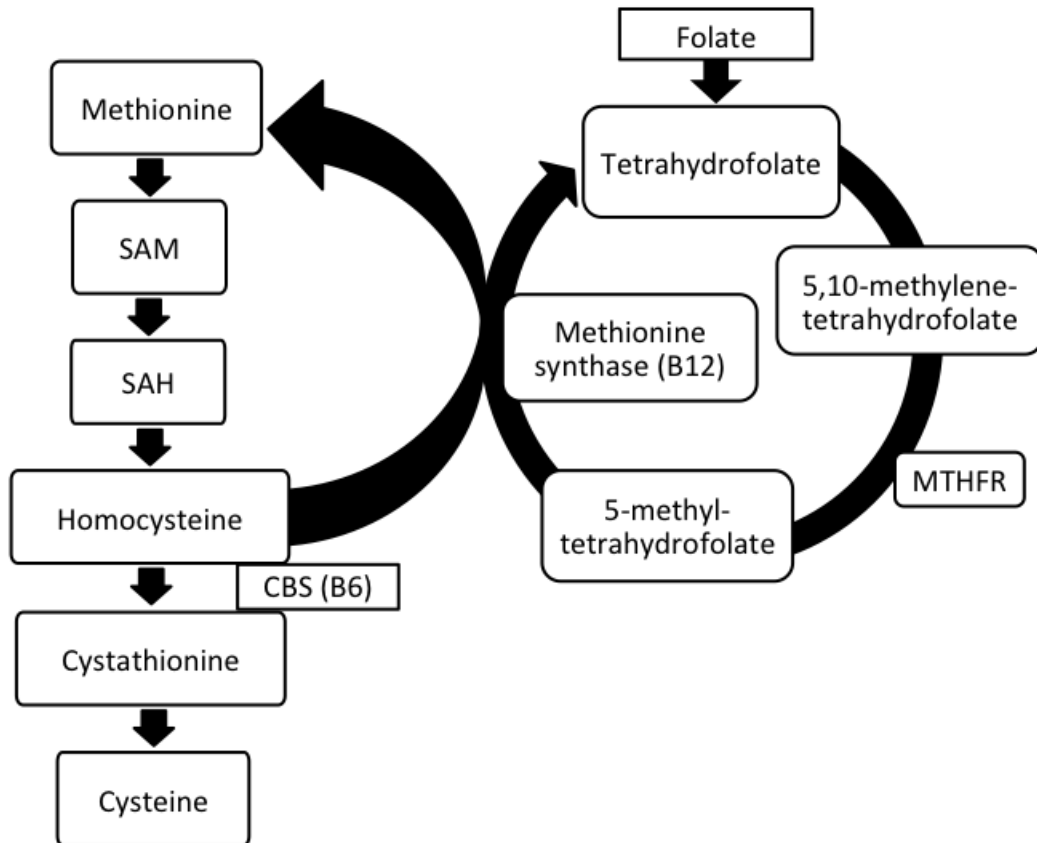 Folate
Methionine
Tetrahydrofolate
SAM
5,10-methylene-
tetrahydrofolate
Methionine
synthase (B12)
SAH
MTHFR
Homocysteine
5-methyl-
tetrahydrofolate
CBS (B6)
Cystathionine
Cysteine